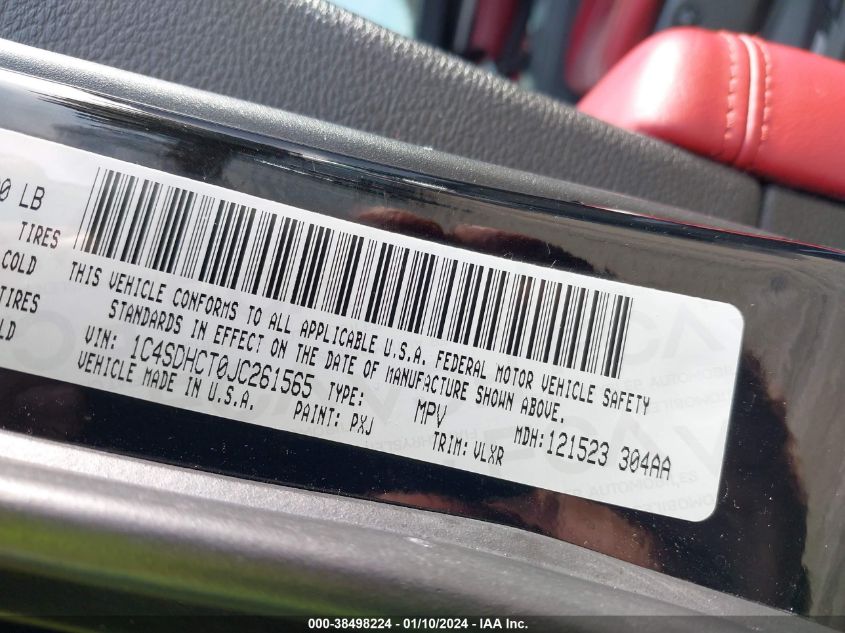 0 LB
TIRES
COLD
TIRES
LD
THIS VEHICLE CONFORMS TO ALL APPLICABLE U.S.A. FEDERAL MOTOR VEHICLE SAFETY
STANDARDS IN EFFECT ON THE DATE OF MANUFACTURE SHOWN ABOVE.
VIN: 1C4SDHCT0JC261565 TYPE: MPV MDH:121523 304AA
VEHICLE MADE IN U.S.A. PAINT: PXJ TRIM: VLXR
000-38498224 - 01/10/2024 - IAA Inc.